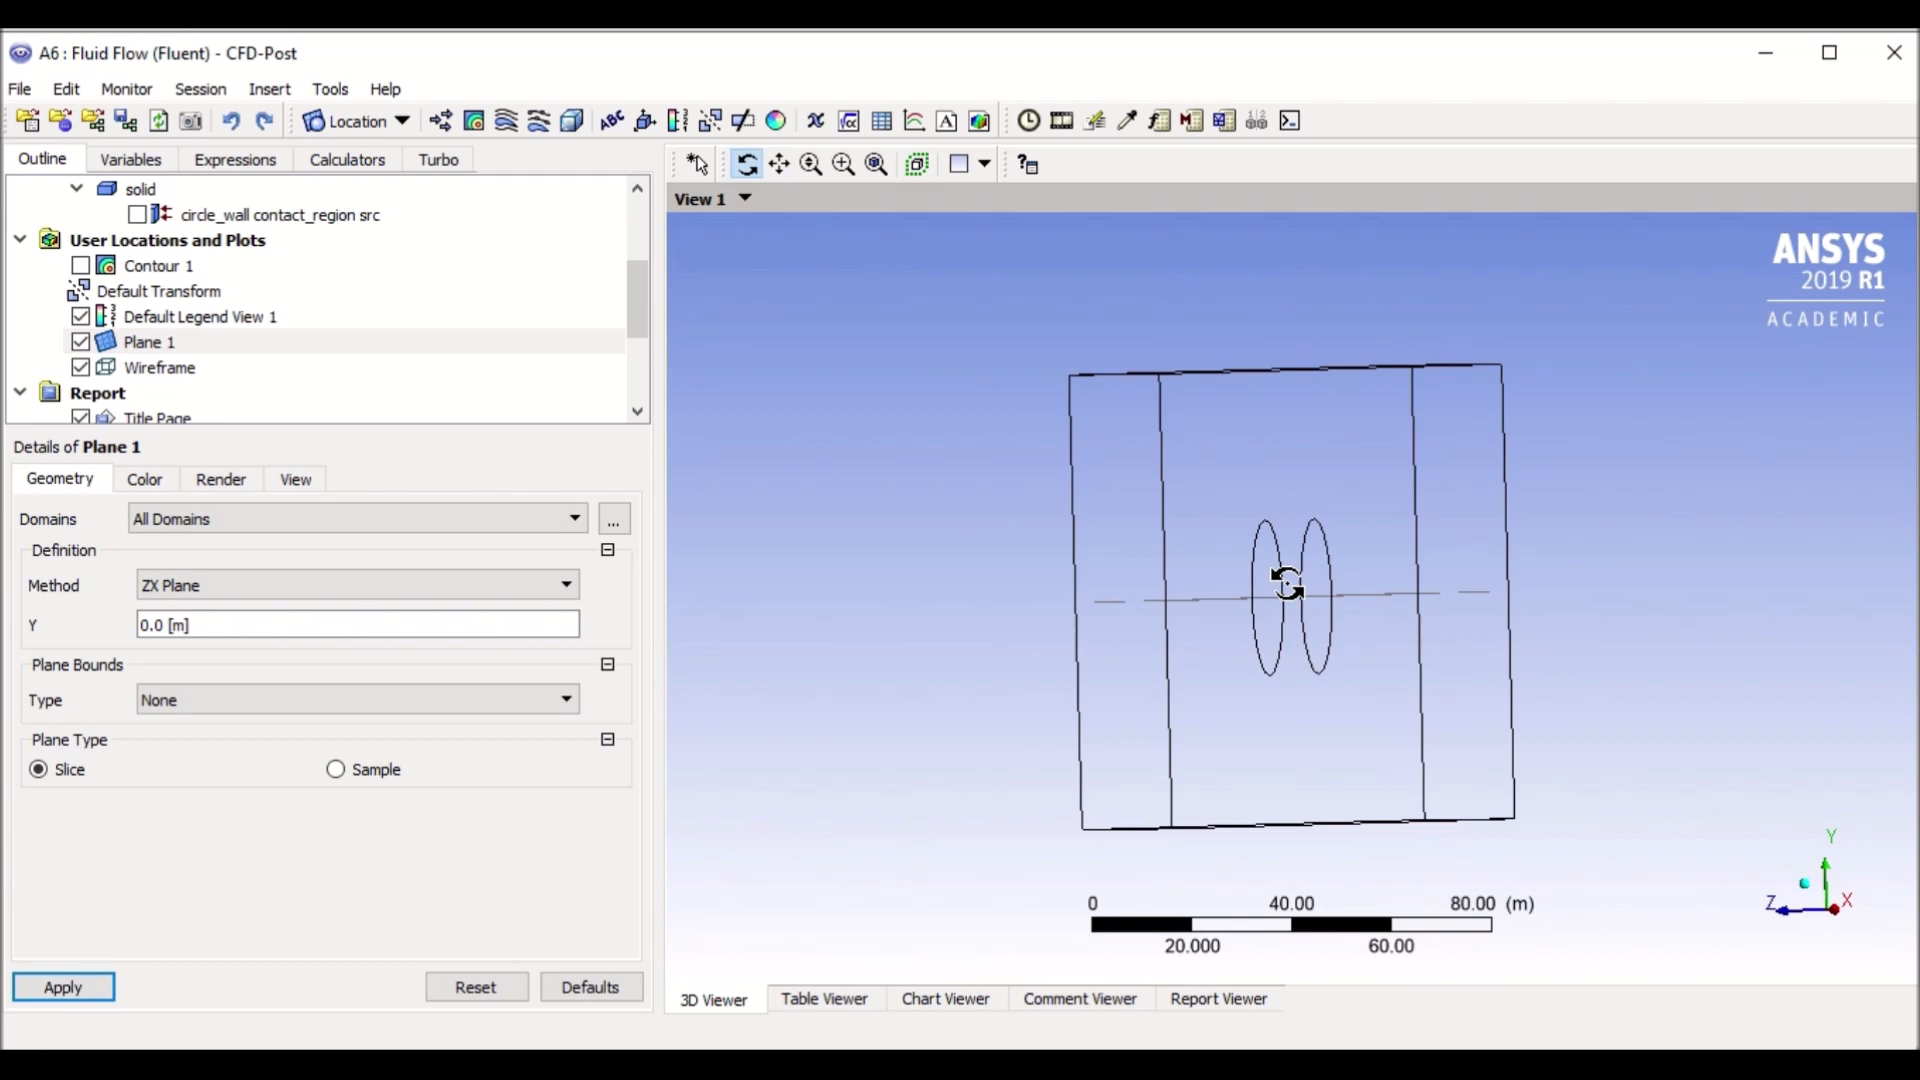 A6 : Fluid Flow (Fluent) - CFD-Post
File Edit Monitor Session Insert Tools Help
Location
Outline Variables Expressions Calculators Turbo
solid
circle_wall contact_region src
User Locations and Plots
Contour 1
Default Transform
Default Legend View 1
Plane 1
Wireframe
Report
Title Page
Details of Plane 1
Geometry Color Render View
Domains All Domains ...
Definition
Method ZX Plane
Y 0.0 [m]
Plane Bounds
Type None
Plane Type
Slice Sample
Apply Reset Defaults
View 1
ANSYS
2019 R1
ACADEMIC
0 40.00 80.00 (m)
20.000 60.00
Y
Z X
3D Viewer Table Viewer Chart Viewer Comment Viewer Report Viewer